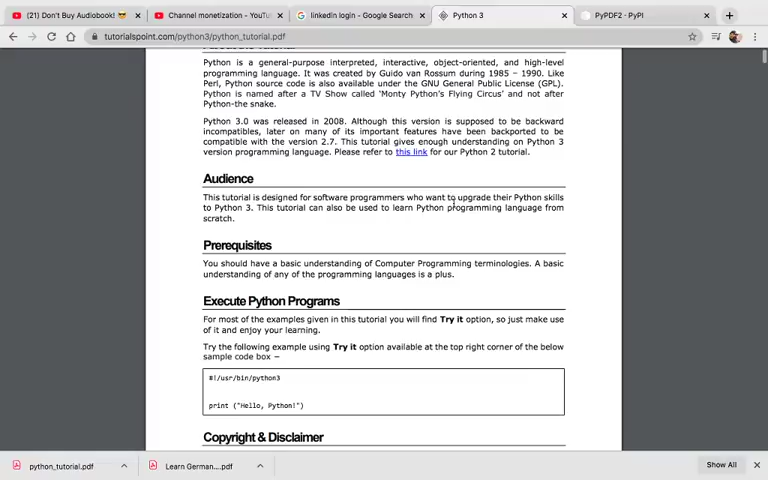 (21) Don't Buy Audiobook! 😎
Channel monetization - YouTu
linkedin login - Google Search
Python 3
PyPDF2 · PyPI
tutorialspoint.com/python3/python_tutorial.pdf
Python is a general-purpose interpreted, interactive, object-oriented, and high-level
programming language. It was created by Guido van Rossum during 1985 – 1990. Like
Perl, Python source code is also available under the GNU General Public License (GPL).
Python is named after a TV Show called 'Monty Python's Flying Circus' and not after
Python-the snake.
Python 3.0 was released in 2008. Although this version is supposed to be backward
incompatibles, later on many of its important features have been backported to be
compatible with the version 2.7. This tutorial gives enough understanding on Python 3
version programming language. Please refer to this link for our Python 2 tutorial.
Audience
This tutorial is designed for software programmers who want to upgrade their Python skills
to Python 3. This tutorial can also be used to learn Python programming language from
scratch.
Prerequisites
You should have a basic understanding of Computer Programming terminologies. A basic
understanding of any of the programming languages is a plus.
Execute Python Programs
For most of the examples given in this tutorial you will find Try it option, so just make use
of it and enjoy your learning.
Try the following example using Try it option available at the top right corner of the below
sample code box –
#!/usr/bin/python3
print ("Hello, Python!")
Copyright & Disclaimer
python_tutorial.pdf
Learn German....pdf
Show All